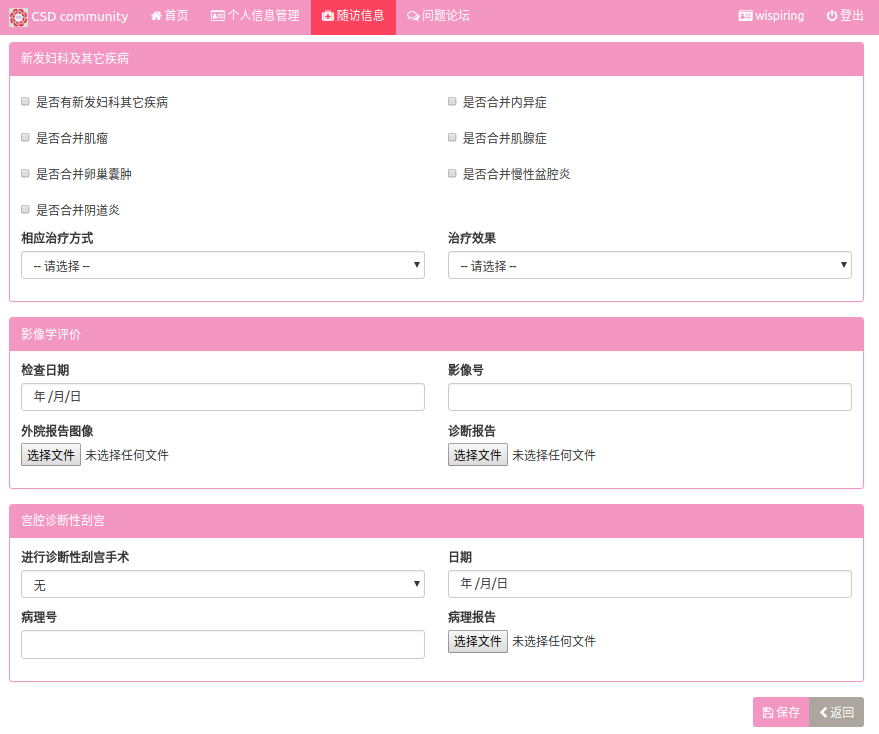 CSD community 首页 个人信息管理 随访信息 问题论坛 wispiring 登出
新发妇科及其它疾病
是否有新发妇科其它疾病 是否合并内异症
是否合并肌瘤 是否合并肌腺症
是否合并卵巢囊肿 是否合并慢性盆腔炎
是否合并阴道炎
相应治疗方式 治疗效果
-- 请选择 -- -- 请选择 --
影像学评价
检查日期 影像号
年 /月/日
外院报告图像 诊断报告
选择文件 未选择任何文件 选择文件 未选择任何文件
宫腔诊断性刮宫
进行诊断性刮宫手术 日期
无 年 /月/日
病理号 病理报告
选择文件 未选择任何文件
保存 返回